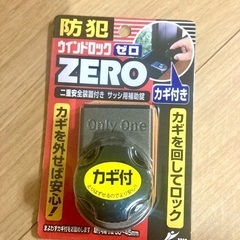 防犯
ウインドロック
ゼロ
ZERO
カギ付き
二重安全装置付き サッシ用補助錠
Only One
カギを外せば安心!
カギを回してロック
カギ付